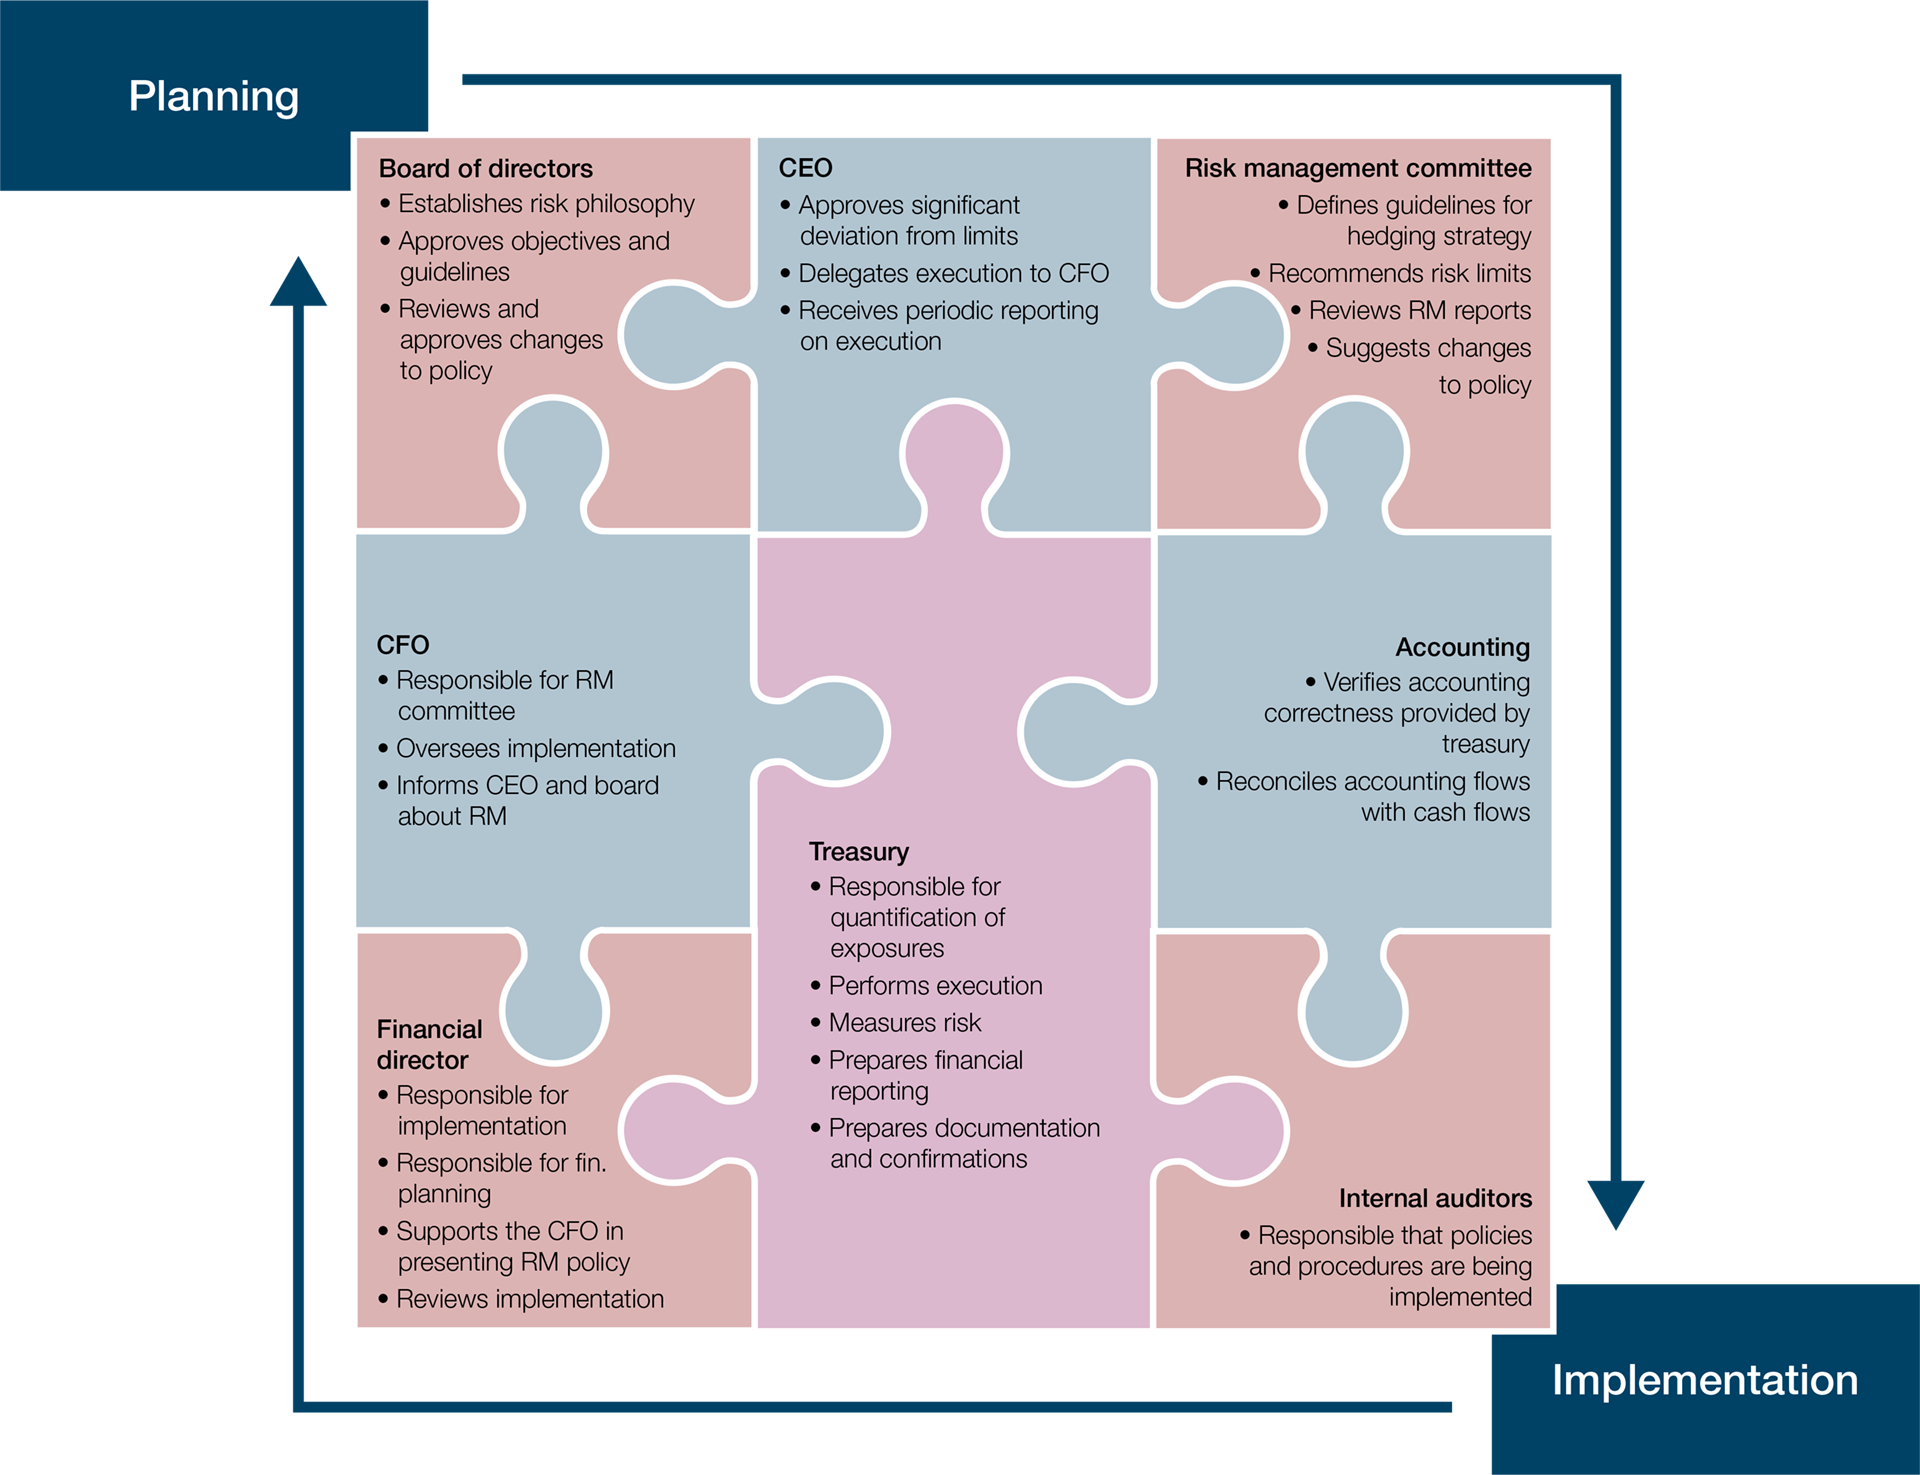 Planning
Board of directors
• Establishes risk philosophy
• Approves objectives and
guidelines
• Reviews and
approves changes
to policy
CEO
• Approves significant
deviation from limits
• Delegates execution to CFO
• Receives periodic reporting
on execution
Risk management committee
• Defines guidelines for
hedging strategy
• Recommends risk limits
• Reviews RM reports
• Suggests changes
to policy
CFO
• Responsible for RM
committee
• Oversees implementation
• Informs CEO and board
about RM
Treasury
• Responsible for
quantification of
exposures
• Performs execution
• Measures risk
• Prepares financial
reporting
• Prepares documentation
and confirmations
Accounting
• Verifies accounting
correctness provided by
treasury
• Reconciles accounting flows
with cash flows
Financial
director
• Responsible for
implementation
• Responsible for fin.
planning
• Supports the CFO in
presenting RM policy
• Reviews implementation
Internal auditors
• Responsible that policies
and procedures are being
implemented
Implementation